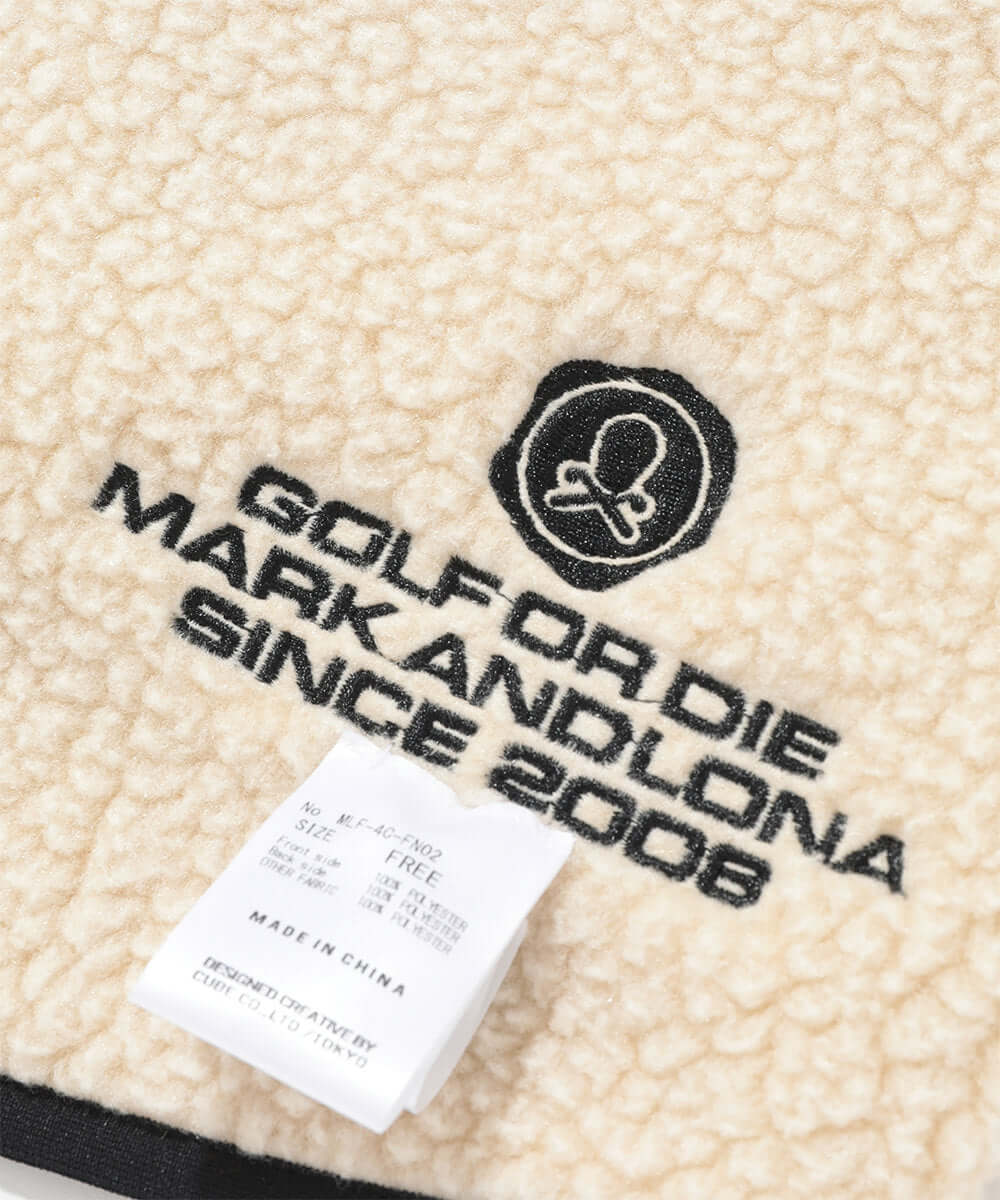 GOLF OR DIE
MARK AND LONA
SINCE 2008
No MLF-4C-FN02
SIZE FREE
Front side 100% POLYESTER
Back side 100% POLYESTER
OTHER FABRIC 100% POLYESTER
MADE IN CHINA
DESIGNED CREATIVE BY
CUBE CO.,LTD/TOKYO